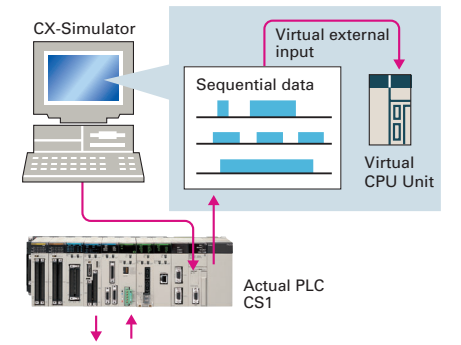 CX-Simulator
Virtual external
input
Sequential data
Virtual
CPU Unit
Actual PLC
CS1